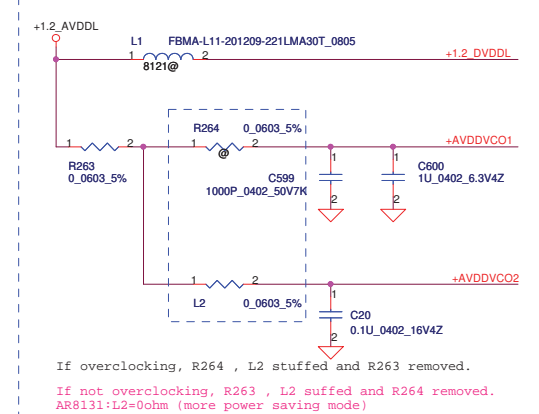 +1.2_AVDDL
L1 FBMA-L11-201209-221LMA30T_0805
1 2 +1.2_DVDDL
8121@
R264 0_0603_5%
1 2 1 2 +AVDDVCO1
@
R263
0_0603_5%
1 1
C599
1000P_0402_50V7K
C600
1U_0402_6.3V4Z
2 2
1 2 +AVDDVCO2
L2 0_0603_5%
1
C20
0.1U_0402_16V4Z
2
If overclocking, R264 , L2 stuffed and R263 removed.
If not overclocking, R263 , L2 suffed and R264 removed.
AR8131:L2=0ohm (more power saving mode)